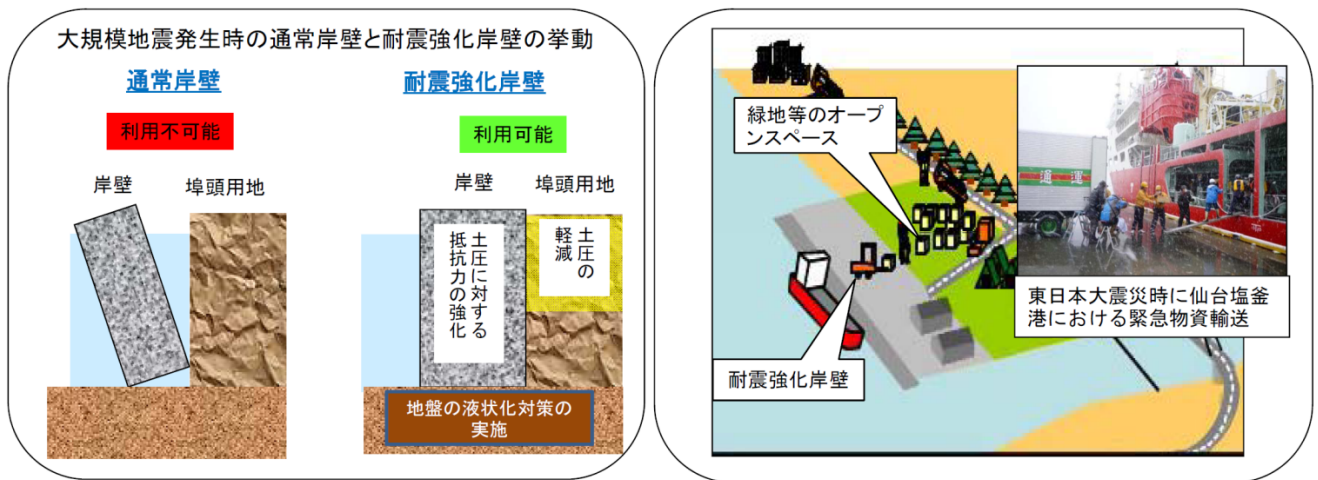 大規模地震発生時の通常岸壁と耐震強化岸壁の挙動
通常岸壁
利用不可能
岸壁
埠頭用地
耐震強化岸壁
利用可能
岸壁
埠頭用地
土圧に対する
抵抗力の強化
土圧の
軽減
地盤の液状化対策の
実施
緑地等のオープ
ンスペース
耐震強化岸壁
通運
東日本大震災時に仙台塩釜
港における緊急物資輸送